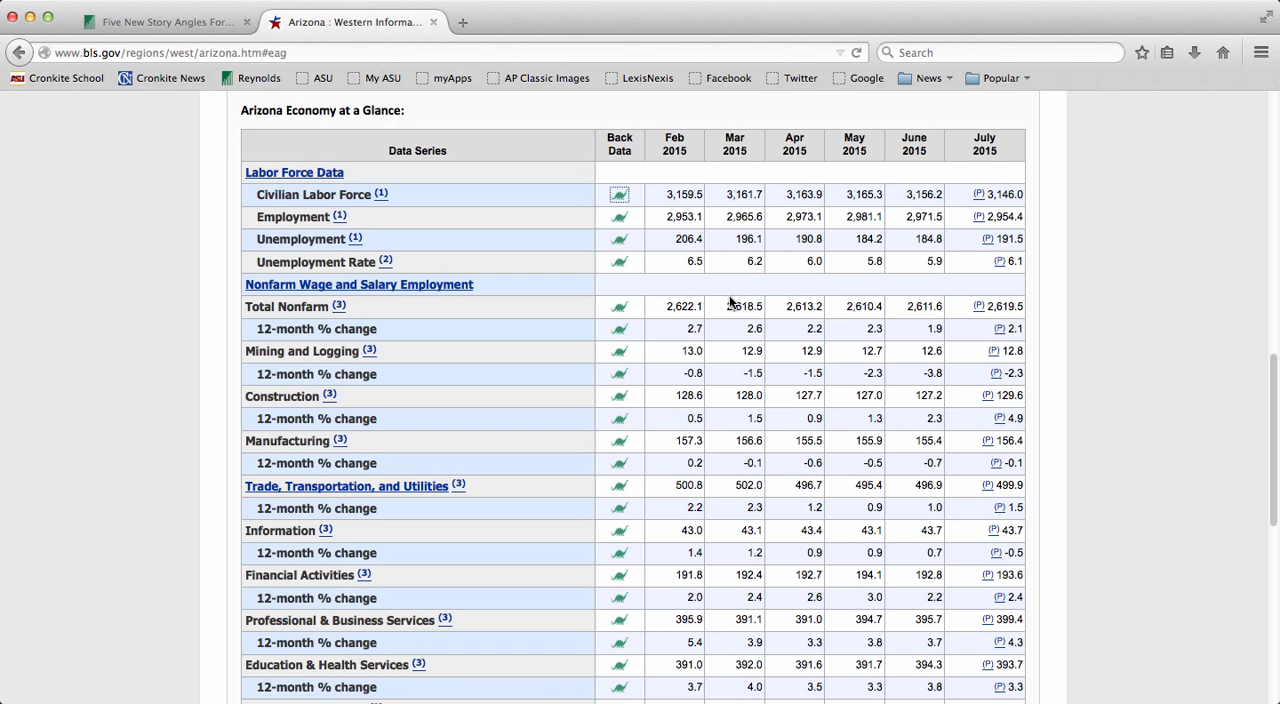 Five New Story Angles For...
Arizona : Western Informa...
www.bls.gov/regions/west/arizona.htm#eag
Search
Cronkite School Cronkite News Reynolds ASU My ASU myApps AP Classic Images LexisNexis Facebook Twitter Google News Popular
Arizona Economy at a Glance:
Data Series Back Data Feb 2015 Mar 2015 Apr 2015 May 2015 June 2015 July 2015
Labor Force Data
Civilian Labor Force (1) 3,159.5 3,161.7 3,163.9 3,165.3 3,156.2 (P) 3,146.0
Employment (1) 2,953.1 2,965.6 2,973.1 2,981.1 2,971.5 (P) 2,954.4
Unemployment (1) 206.4 196.1 190.8 184.2 184.8 (P) 191.5
Unemployment Rate (2) 6.5 6.2 6.0 5.8 5.9 (P) 6.1
Nonfarm Wage and Salary Employment
Total Nonfarm (3) 2,622.1 2,618.5 2,613.2 2,610.4 2,611.6 (P) 2,619.5
12-month % change 2.7 2.6 2.2 2.3 1.9 (P) 2.1
Mining and Logging (3) 13.0 12.9 12.9 12.7 12.6 (P) 12.8
12-month % change -0.8 -1.5 -1.5 -2.3 -3.8 (P) -2.3
Construction (3) 128.6 128.0 127.7 127.0 127.2 (P) 129.6
12-month % change 0.5 1.5 0.9 1.3 2.3 (P) 4.9
Manufacturing (3) 157.3 156.6 155.5 155.9 155.4 (P) 156.4
12-month % change 0.2 -0.1 -0.6 -0.5 -0.7 (P) -0.1
Trade, Transportation, and Utilities (3) 500.8 502.0 496.7 495.4 496.9 (P) 499.9
12-month % change 2.2 2.3 1.2 0.9 1.0 (P) 1.5
Information (3) 43.0 43.1 43.4 43.1 43.7 (P) 43.7
12-month % change 1.4 1.2 0.9 0.9 0.7 (P) -0.5
Financial Activities (3) 191.8 192.4 192.7 194.1 192.8 (P) 193.6
12-month % change 2.0 2.4 2.6 3.0 2.2 (P) 2.4
Professional & Business Services (3) 395.9 391.1 391.0 394.7 395.7 (P) 399.4
12-month % change 5.4 3.9 3.3 3.8 3.7 (P) 4.3
Education & Health Services (3) 391.0 392.0 391.6 391.7 394.3 (P) 393.7
12-month % change 3.7 4.0 3.5 3.3 3.8 (P) 3.3